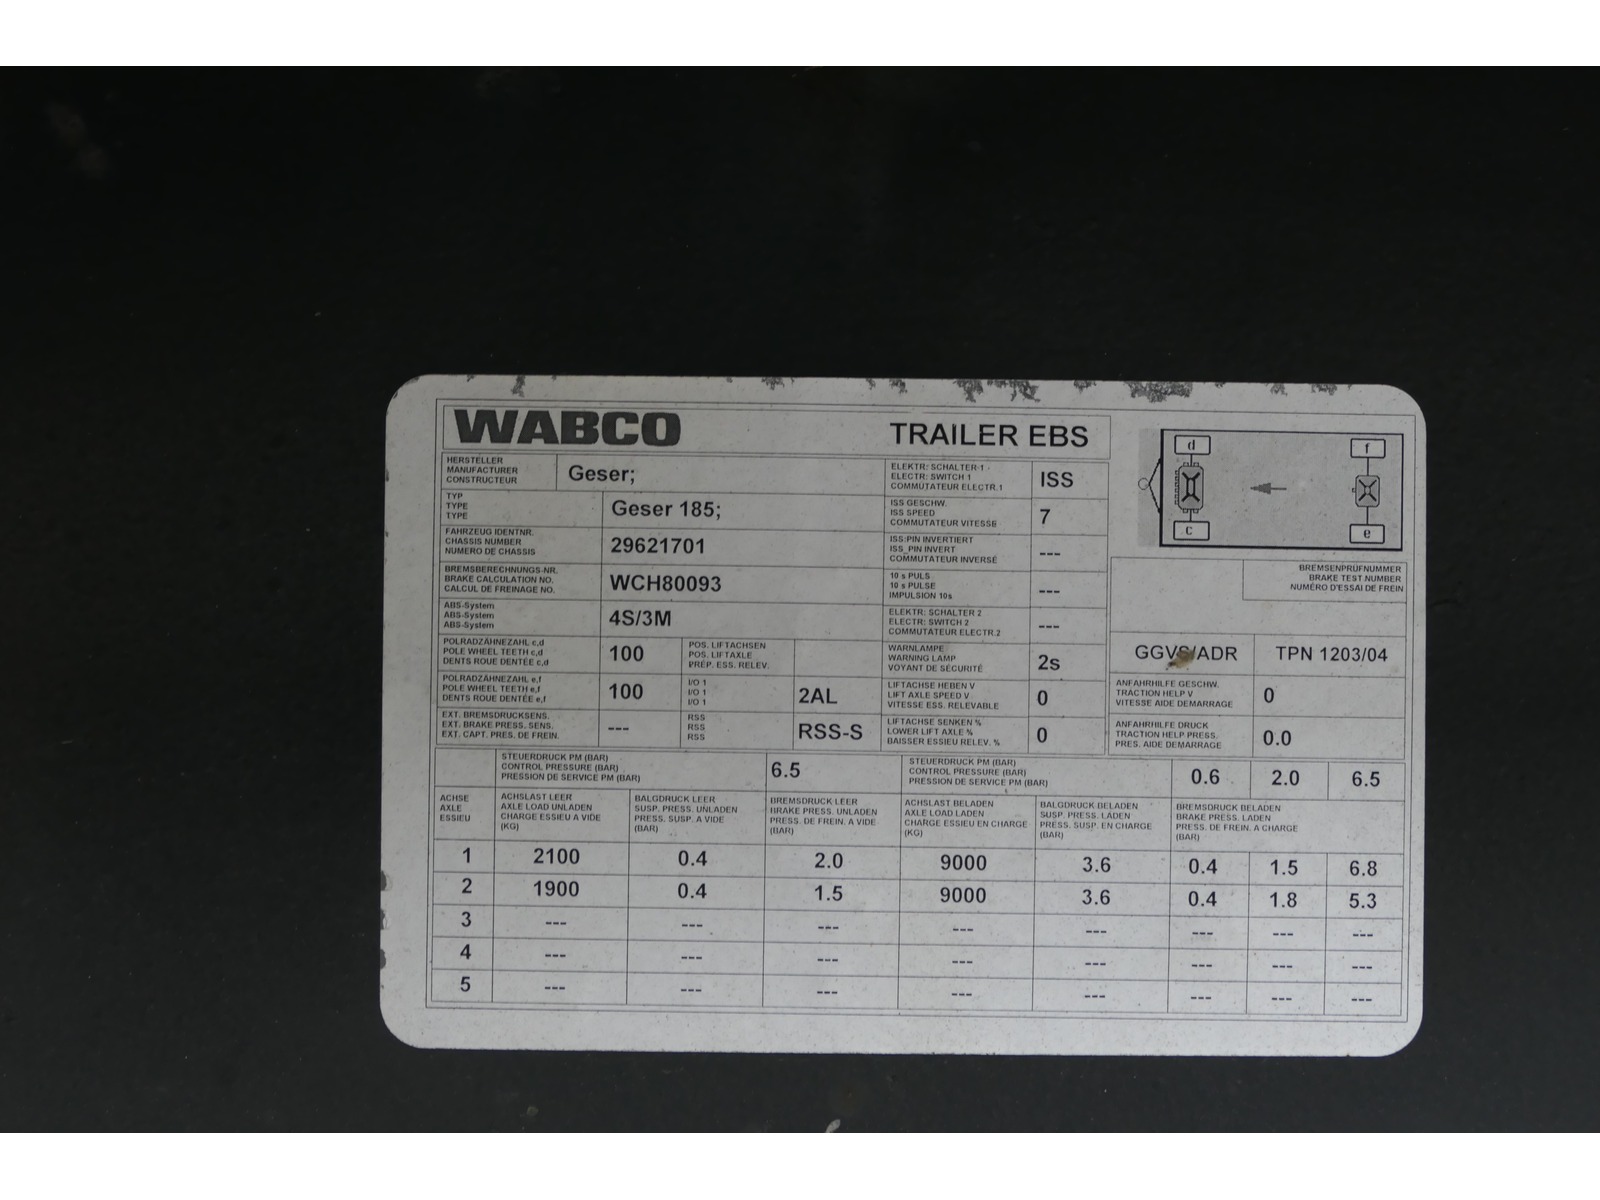 WABCO TRAILER EBS
HERSTELLER
MANUFACTURER
CONSTRUCTEUR
Geser;
TYP
TYPE
TYPE
Geser 185;
FAHRZEUG IDENTNR.
CHASSIS NUMBER
NUMERO DE CHASSIS
29621701
BREMSBERECHNUNGS-NR.
BRAKE CALCULATION NO.
CALCUL DE FREINAGE NO.
WCH80093
ABS-System
ABS-System
ABS-System
4S/3M
POLRADZÄHNEZAHL c,d
POLE WHEEL TEETH c,d
DENTS ROUE DENTÉE c,d
100
POS. LIFTACHSEN
POS. LIFTAXLE
PRÉP. ESS. RELEV.
POLRADZÄHNEZAHL e,f
POLE WHEEL TEETH e,f
DENTS ROUE DENTÉE e,f
100
I/O 1
I/O 1
I/O 1
2AL
EXT. BREMSDRUCKSENS.
EXT. BRAKE PRESS. SENS.
EXT. CAPT. PRES. DE FREIN.
---
RSS
RSS
RSS
RSS-S
ELEKTR. SCHALTER 1
ELECTR. SWITCH 1
COMMUTATEUR ELECTR.1
ISS
ISS GESCHW.
ISS SPEED
COMMUTATEUR VITESSE
7
ISS PIN INVERTIERT
ISS_PIN INVERT
COMMUTATEUR INVERSÉ
---
10 s PULS
10 s PULSE
IMPULSION 10s
---
ELEKTR. SCHALTER 2
ELECTR. SWITCH 2
COMMUTATEUR ELECTR.2
---
WARNLAMPE
WARNING LAMP
VOYANT DE SÉCURITÉ
2s
LIFTACHSE HEBEN V
LIFT AXLE SPEED V
VITESSE ESS. RELEVABLE
0
LIFTACHSE SENKEN %
LOWER LIFT AXLE %
BAISSER ESSIEU RELEV. %
0
d f
c e
BREMSENPRÜFNUMMER
BRAKE TEST NUMBER
NUMÉRO D'ESSAI DE FREIN
GGVS/ADR TPN 1203/04
ANFAHRHILFE GESCHW.
TRACTION HELP V
VITESSE AIDE DEMARRAGE
0
ANFAHRHILFE DRUCK
TRACTION HELP PRESS.
PRES. AIDE DEMARRAGE
0.0
STEUERDRUCK PM (BAR)
CONTROL PRESSURE (BAR)
PRESSION DE SERVICE PM (BAR)
6.5
STEUERDRUCK PM (BAR)
CONTROL PRESSURE (BAR)
PRESSION DE SERVICE PM (BAR)
0.6 2.0 6.5
ACHSE
AXLE
ESSIEU
ACHSLAST LEER
AXLE LOAD UNLADEN
CHARGE ESSIEU A VIDE
(KG)
BALGDRUCK LEER
SUSP. PRESS. UNLADEN
PRESS. SUSP. A VIDE
(BAR)
BREMSDRUCK LEER
BRAKE PRESS. UNLADEN
PRESS. DE FREIN. A VIDE
(BAR)
ACHSLAST BELADEN
AXLE LOAD LADEN
CHARGE ESSIEU EN CHARGE
(KG)
BALGDRUCK BELADEN
SUSP. PRESS. LADEN
PRESS. SUSP. EN CHARGE
(BAR)
BREMSDRUCK BELADEN
BRAKE PRESS. LADEN
PRESS. DE FREIN. A CHARGE
(BAR)
1 2100 0.4 2.0 9000 3.6 0.4 1.5 6.8
2 1900 0.4 1.5 9000 3.6 0.4 1.8 5.3
3 --- --- --- --- --- --- --- ---
4 --- --- --- --- --- --- --- ---
5 --- --- --- --- --- --- --- ---